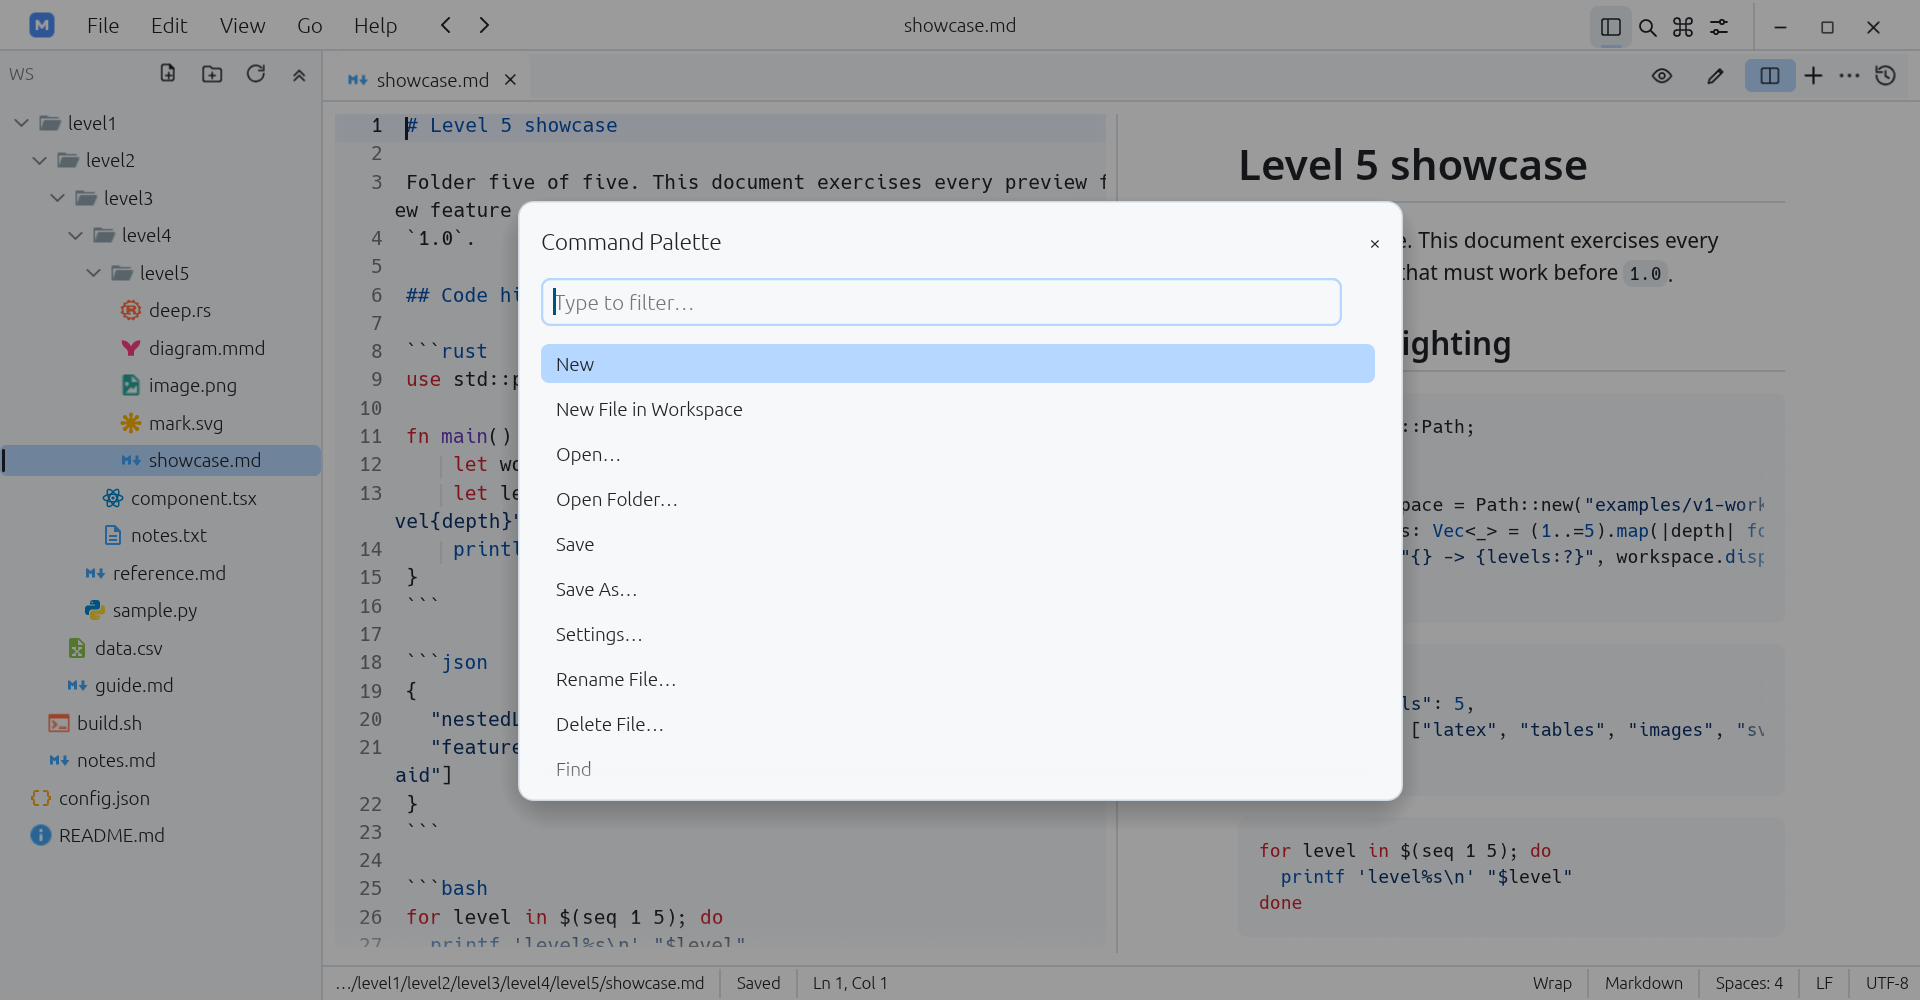 M File Edit View Go Help showcase.md
WS
showcase.md
level1
level2
level3
level4
level5
deep.rs
diagram.mmd
image.png
mark.svg
showcase.md
component.tsx
notes.txt
reference.md
sample.py
data.csv
guide.md
build.sh
notes.md
config.json
README.md
1 # Level 5 showcase
2
3 Folder five of five. This document exercises every preview f
ew feature
4 `1.0`.
5
6 ## Code hi
7
8 ```rust
9 use std::p
10
11 fn main()
12 let wo
13 let le
vel{depth}"
14 printl
15 }
16 ```
17
18 ```json
19 {
20 "nestedL
21 "feature
aid"]
22 }
23 ```
24
25 ```bash
26 for level in $(seq 1 5); do
27 printf 'level%s\n' "$level"
Command Palette
Type to filter...
New
New File in Workspace
Open...
Open Folder...
Save
Save As...
Settings...
Rename File...
Delete File...
Find
Level 5 showcase
e. This document exercises every
that must work before 1.0.
ighting
::Path;
pace = Path::new("examples/v1-work
s: Vec<_> = (1..=5).map(|depth| fo
"{} -> {levels:?}", workspace.disp
ls": 5,
["latex", "tables", "images", "sv
for level in $(seq 1 5); do
printf 'level%s\n' "$level"
done
.../level1/level2/level3/level4/level5/showcase.md Saved Ln 1, Col 1 Wrap Markdown Spaces: 4 LF UTF-8